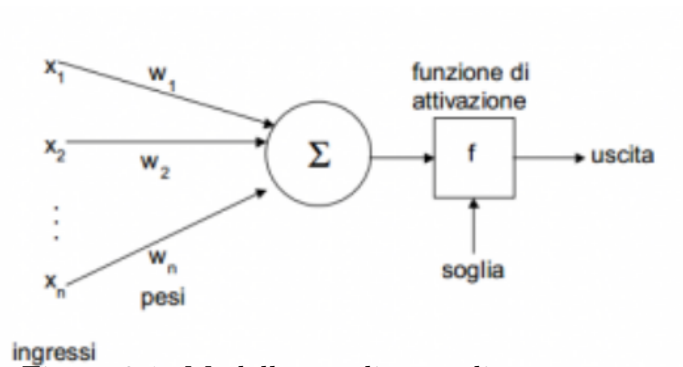 x1
w1
funzione di
attivazione
x2
w2
Σ
f
uscita
⋮
xn
wn
pesi
soglia
ingressi